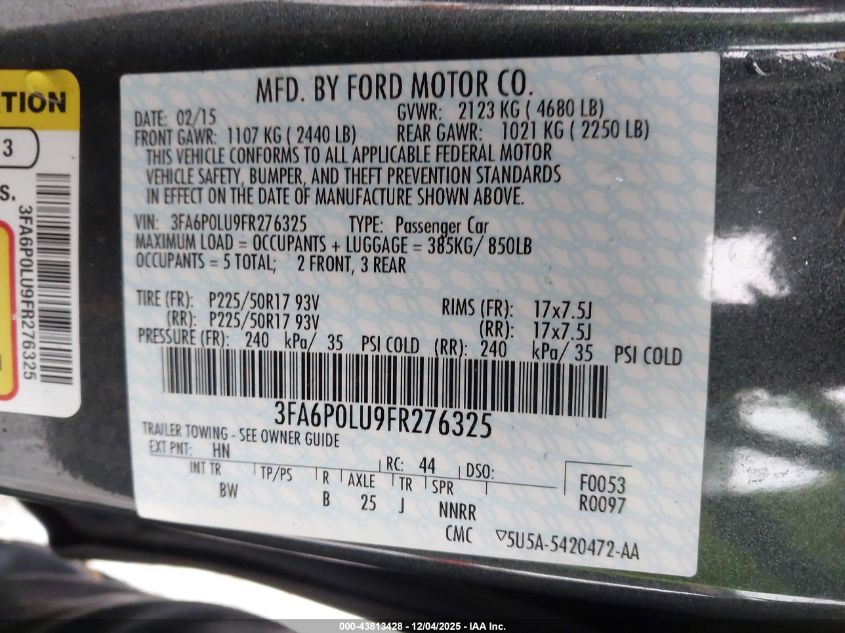 TION
3
S.
3FA6P0LU9FR276325
MFD. BY FORD MOTOR CO.
DATE: 02/15 GVWR: 2123 KG ( 4680 LB)
FRONT GAWR: 1107 KG ( 2440 LB) REAR GAWR: 1021 KG ( 2250 LB)
THIS VEHICLE CONFORMS TO ALL APPLICABLE FEDERAL MOTOR
VEHICLE SAFETY, BUMPER, AND THEFT PREVENTION STANDARDS
IN EFFECT ON THE DATE OF MANUFACTURE SHOWN ABOVE.
VIN: 3FA6P0LU9FR276325 TYPE: Passenger Car
MAXIMUM LOAD = OCCUPANTS + LUGGAGE = 385KG/ 850LB
OCCUPANTS = 5 TOTAL; 2 FRONT, 3 REAR
TIRE (FR): P225/50R17 93V RIMS (FR): 17x7.5J
(RR): P225/50R17 93V (RR): 17x7.5J
PRESSURE (FR): 240 kPa/ 35 PSI COLD (RR): 240 kPa/ 35 PSI COLD
3FA6P0LU9FR276325
TRAILER TOWING - SEE OWNER GUIDE
EXT PNT: HN RC: 44 DSO: F0053
INT TR TP/PS R AXLE TR SPR R0097
BW B 25 J NNRR
CMC 5U5A-5420472-AA
000-43813428 - 12/04/2025 - IAA Inc.